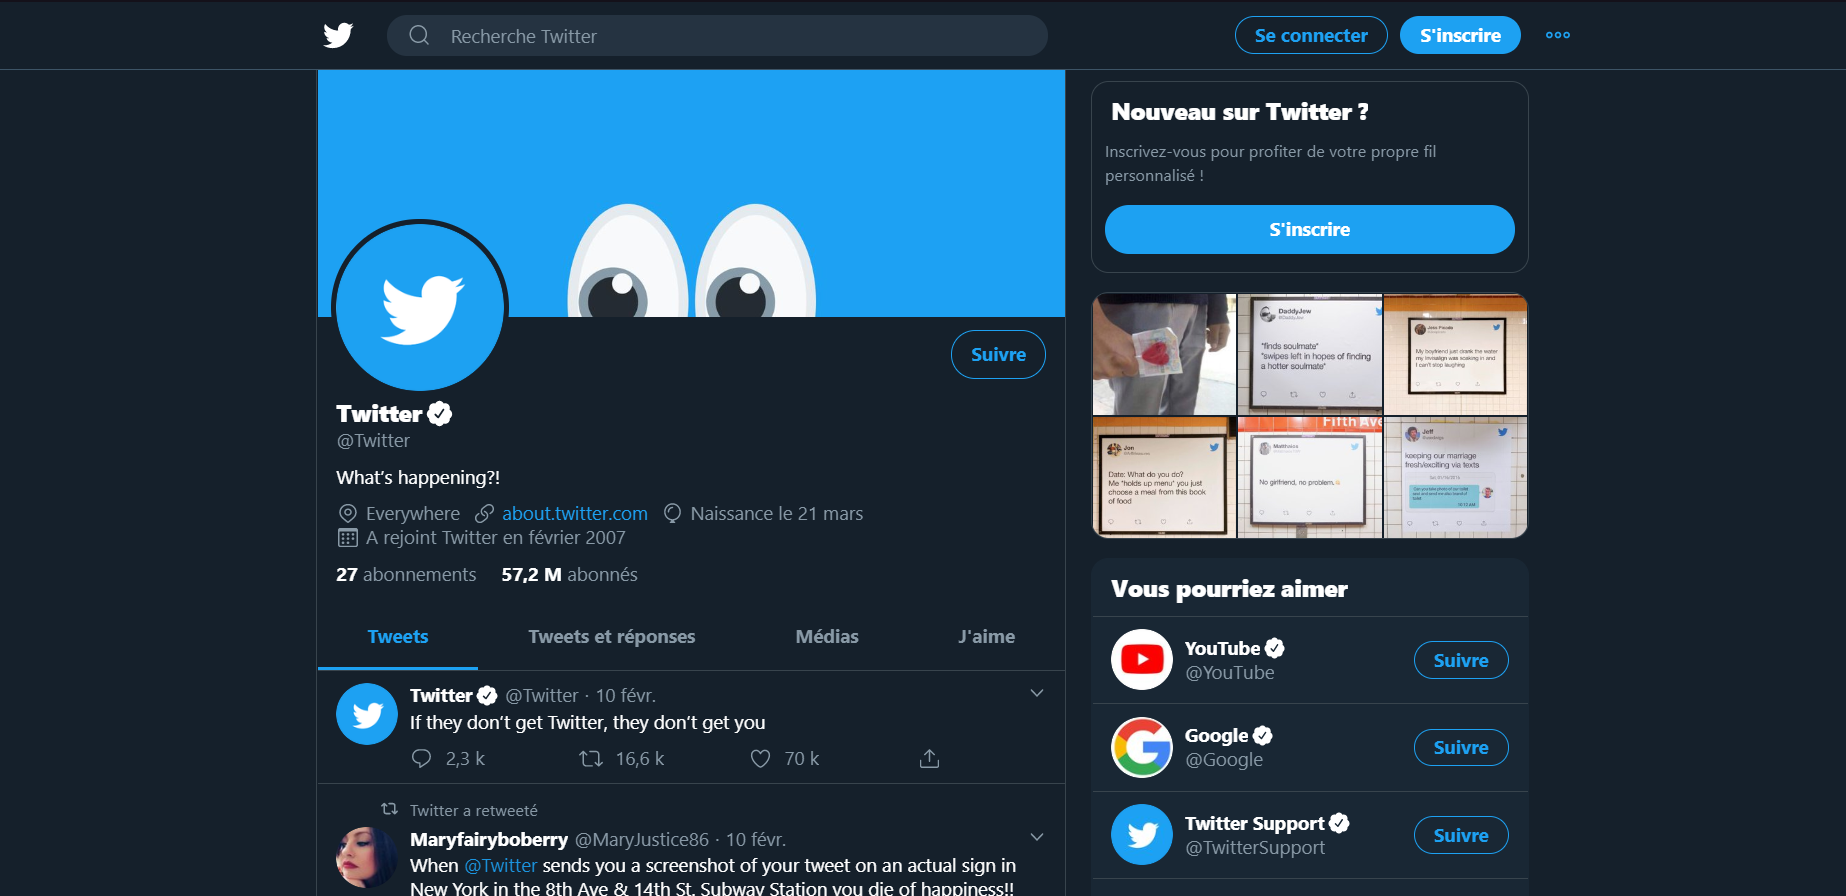 Recherche Twitter
Se connecter
S'inscrire
Twitter
@Twitter
What's happening?!
Everywhere about.twitter.com Naissance le 21 mars
A rejoint Twitter en février 2007
27 abonnements 57,2 M abonnés
Suivre
Tweets Tweets et réponses Médias J'aime
Twitter @Twitter · 10 févr.
If they don't get Twitter, they don't get you
2,3 k 16,6 k 70 k
Twitter a retweeté
Maryfairyboberry @MaryJustice86 · 10 févr.
When @Twitter sends you a screenshot of your tweet on an actual sign in
New York in the 8th Ave & 14th St. Subway Station you die of happiness!!
Nouveau sur Twitter ?
Inscrivez-vous pour profiter de votre propre fil
personnalisé !
S'inscrire
DaddyJew
@DaddyJew
*finds soulmate*
*swipes left in hopes of finding
a hotter soulmate*
My boyfriend just drank the water
my Invisalign was soaking in and
I can't stop laughing
Jon
Date: What do you do?
Me *holds up menu* you just
choose a meal from this book
of food
Fifth Ave
No girlfriend, no problem.
Jeff
keeping our marriage
fresh/exciting via texts
Vous pourriez aimer
YouTube
@YouTube
Suivre
Google
@Google
Suivre
Twitter Support
@TwitterSupport
Suivre